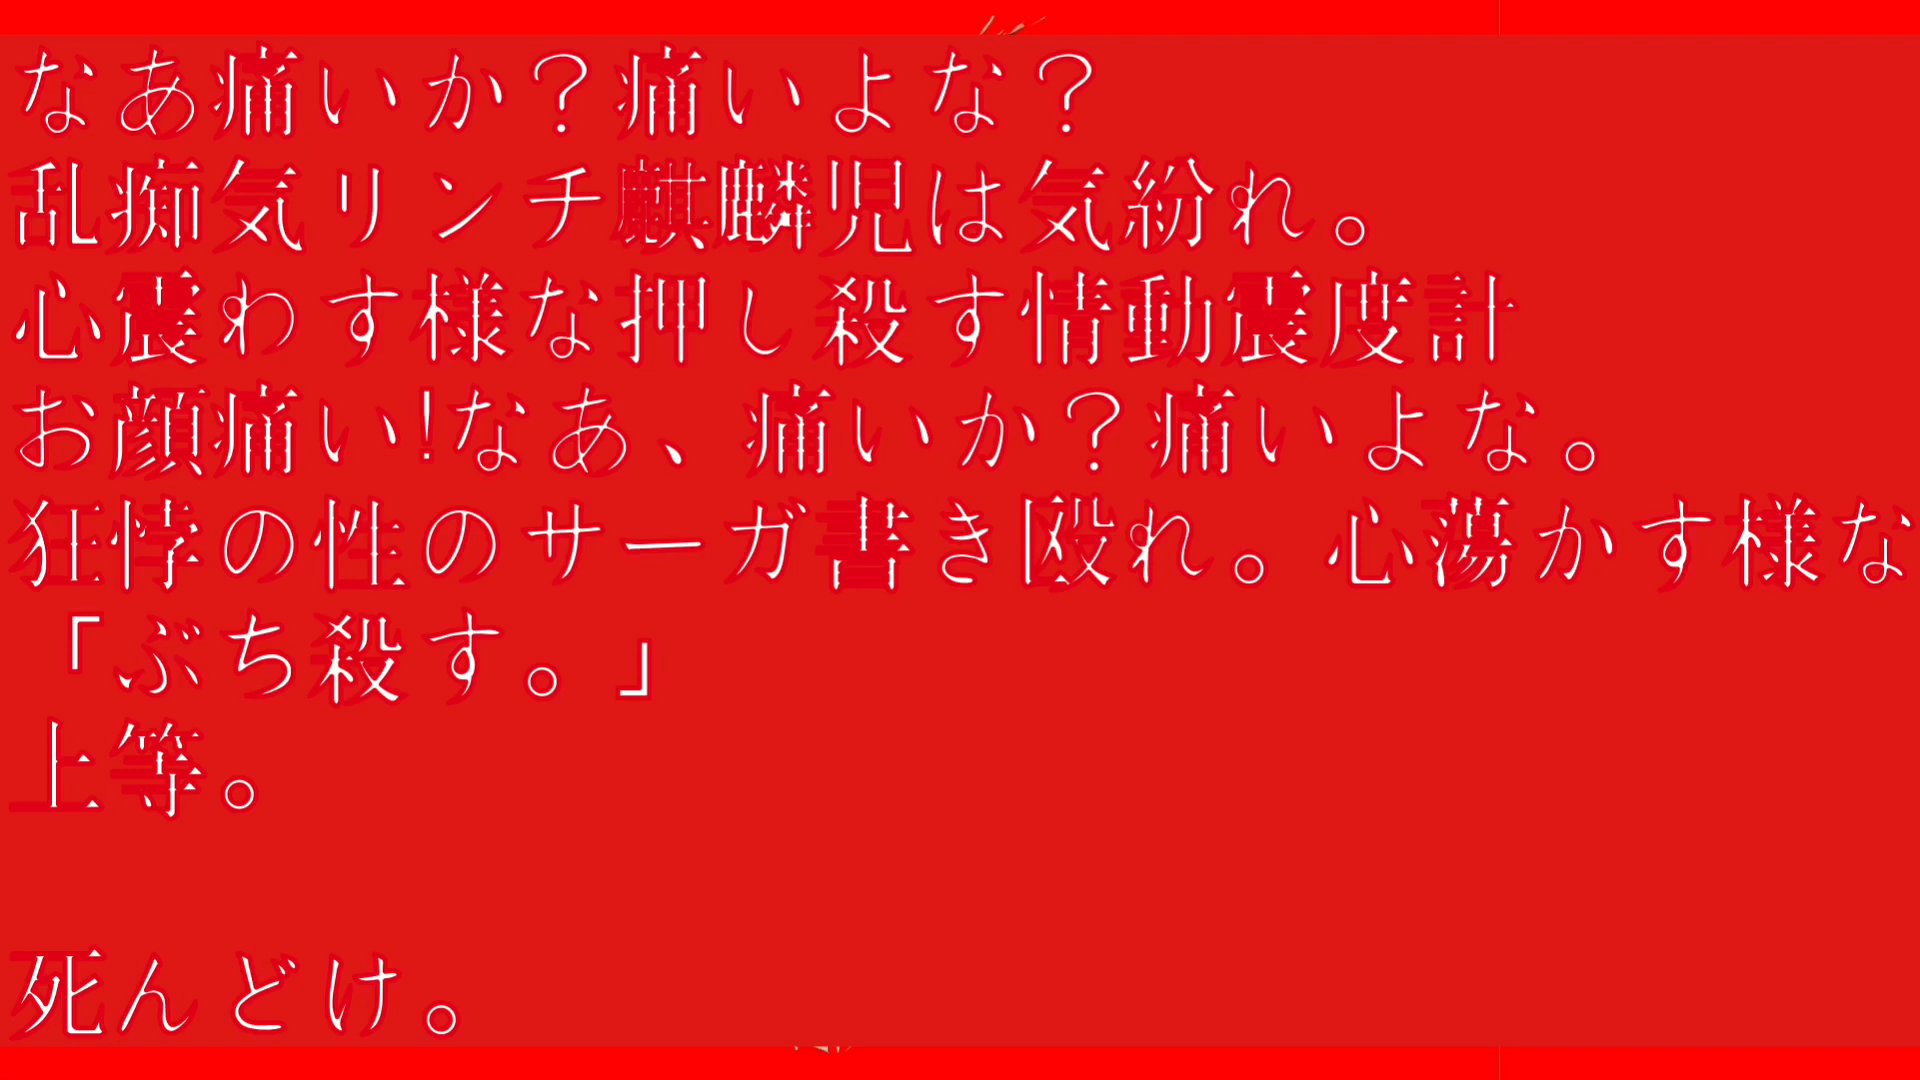 なあ痛いか？痛いよな？
乱痴気リンチ麒麟児は気紛れ。
心震わす様な押し殺す情動震度計
お顔痛い!なあ、痛いか？痛いよな。
狂悖の性のサーガ書き殴れ。心蕩かす様な
「ぶち殺す。」
上等。
死んどけ。